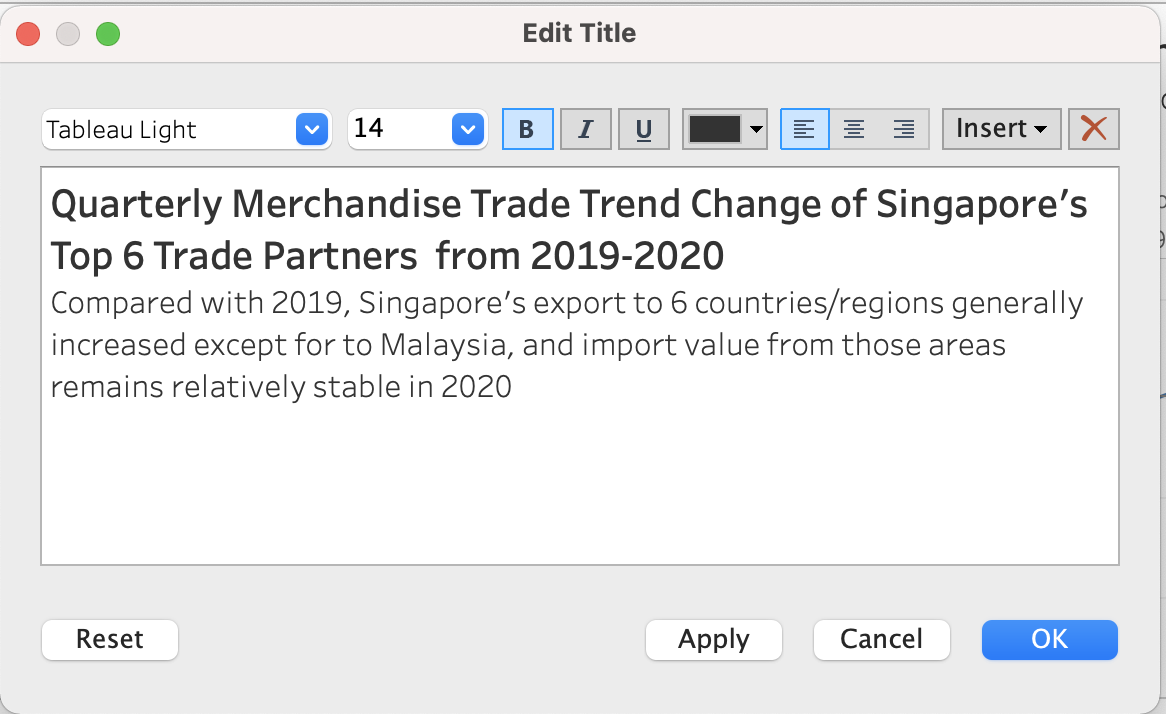 Edit Title
Tableau Light
14
B I U
Insert
Quarterly Merchandise Trade Trend Change of Singapore's
Top 6 Trade Partners  from 2019-2020
Compared with 2019, Singapore's export to 6 countries/regions generally
increased except for to Malaysia, and import value from those areas
remains relatively stable in 2020
Reset
Apply
Cancel
OK